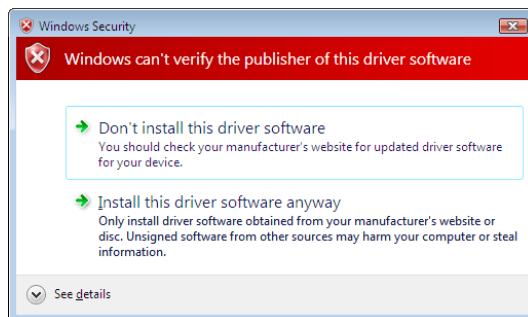 Windows Security
Windows can't verify the publisher of this driver software
Don't install this driver software
You should check your manufacturer's website for updated driver software
for your device.
Install this driver software anyway
Only install driver software obtained from your manufacturer's website or
disc. Unsigned software from other sources may harm your computer or steal
information.
See details